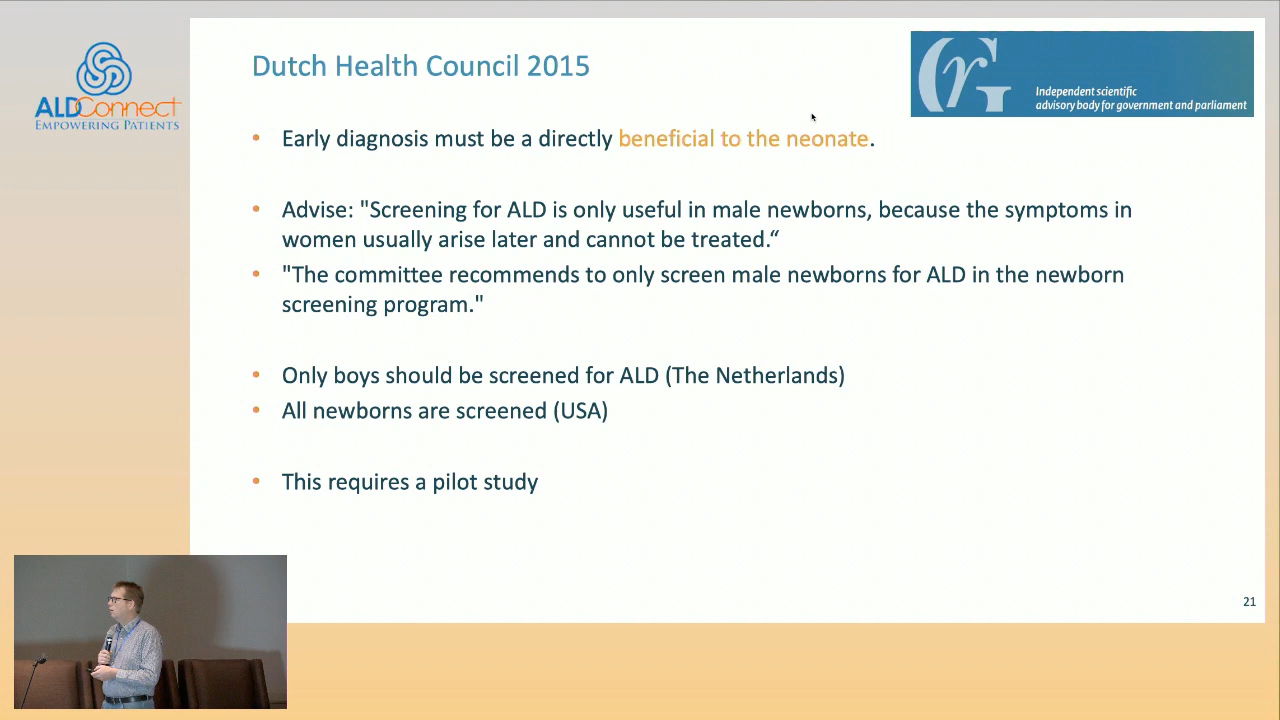 ALDConnect
EMPOWERING PATIENTS
Dutch Health Council 2015
Gr
Independent scientific
advisory body for government and parliament
• Early diagnosis must be a directly beneficial to the neonate.
• Advise: "Screening for ALD is only useful in male newborns, because the symptoms in
women usually arise later and cannot be treated.“
• "The committee recommends to only screen male newborns for ALD in the newborn
screening program."
• Only boys should be screened for ALD (The Netherlands)
• All newborns are screened (USA)
• This requires a pilot study
21